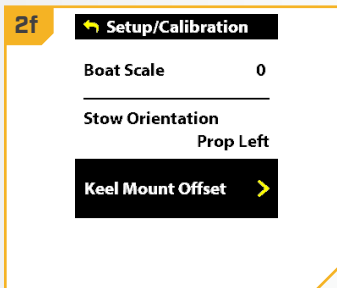 2f
Setup/Calibration
Boat Scale 0
Stow Orientation
Prop Left
Keel Mount Offset